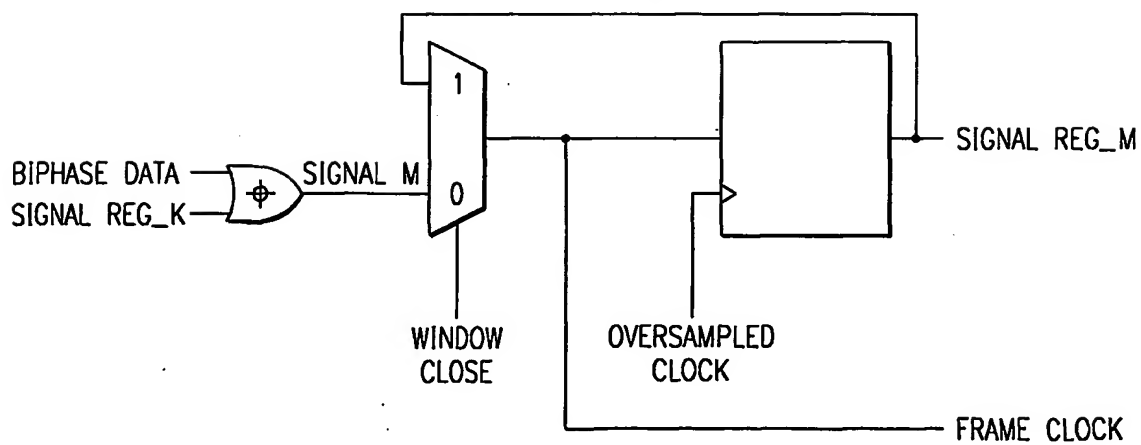 1
SIGNAL REG_M
BIPHASE DATA
SIGNAL M
0
SIGNAL REG_K
WINDOW
CLOSE
OVERSAMPLED
CLOCK
FRAME CLOCK